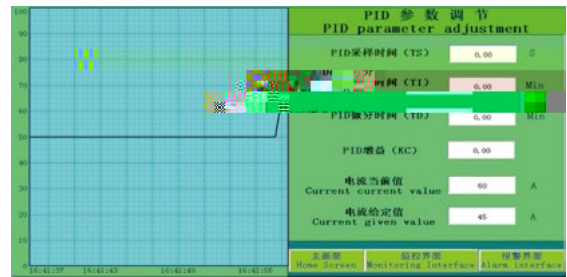 100
PID 参 数 调 节
PID parameter adjustment
90
80
70
60
50
40
30
20
10
PID采样时间 (TS) 0.00 S
时间 (TI) 0.00 Min
PID微分时间 (TD) 0.00 Min
PID增益 (KC) 0.00
电流当前值
Current current value 60 A
电流给定值
Current given value 45 A
主画面 监控界面 报警界面
Home Screen Monitoring Interface Alarm interface
16:41:37 16:41:43 16:41:49 16:41:55